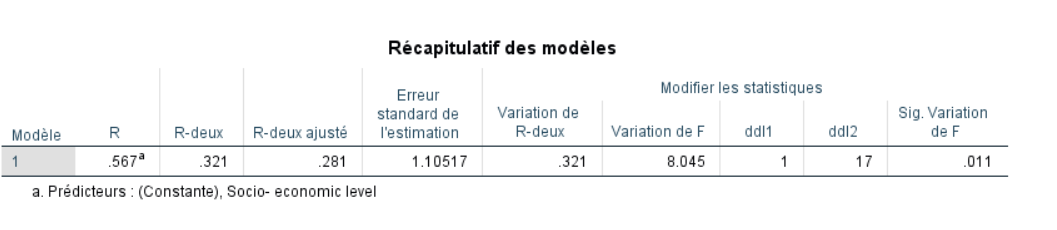 Récapitulatif des modèles
Modifier les statistiques
Modèle R R-deux R-deux ajusté Erreur standard de l'estimation Variation de R-deux Variation de F ddl1 ddl2 Sig. Variation de F
1 .567a .321 .281 1.10517 .321 8.045 1 17 .011
a. Prédicteurs : (Constante), Socio- economic level